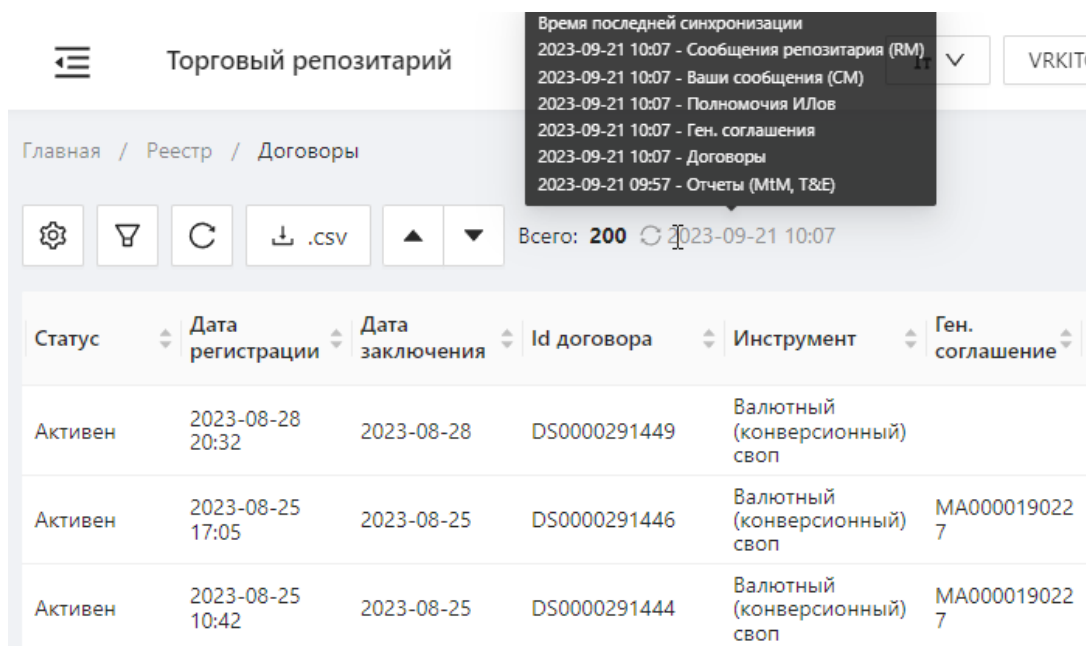 Время последней синхронизации
2023-09-21 10:07 - Сообщения репозитария (RM)
2023-09-21 10:07 - Ваши сообщения (CM)
2023-09-21 10:07 - Полномочия ИЛов
2023-09-21 10:07 - Ген. соглашения
2023-09-21 10:07 - Договоры
2023-09-21 09:57 - Отчеты (MtM, T&E)
Торговый репозитарий
Главная / Реестр / Договоры
.csv
Всего: 200 2023-09-21 10:07
Статус
Дата
регистрации
Дата
заключения
Id договора
Инструмент
Ген.
соглашение
Активен
2023-08-28
20:32
2023-08-28
DS0000291449
Валютный
(конверсионный)
своп
Активен
2023-08-25
17:05
2023-08-25
DS0000291446
Валютный
(конверсионный)
своп
MA000019022
7
Активен
2023-08-25
10:42
2023-08-25
DS0000291444
Валютный
(конверсионный)
своп
MA000019022
7